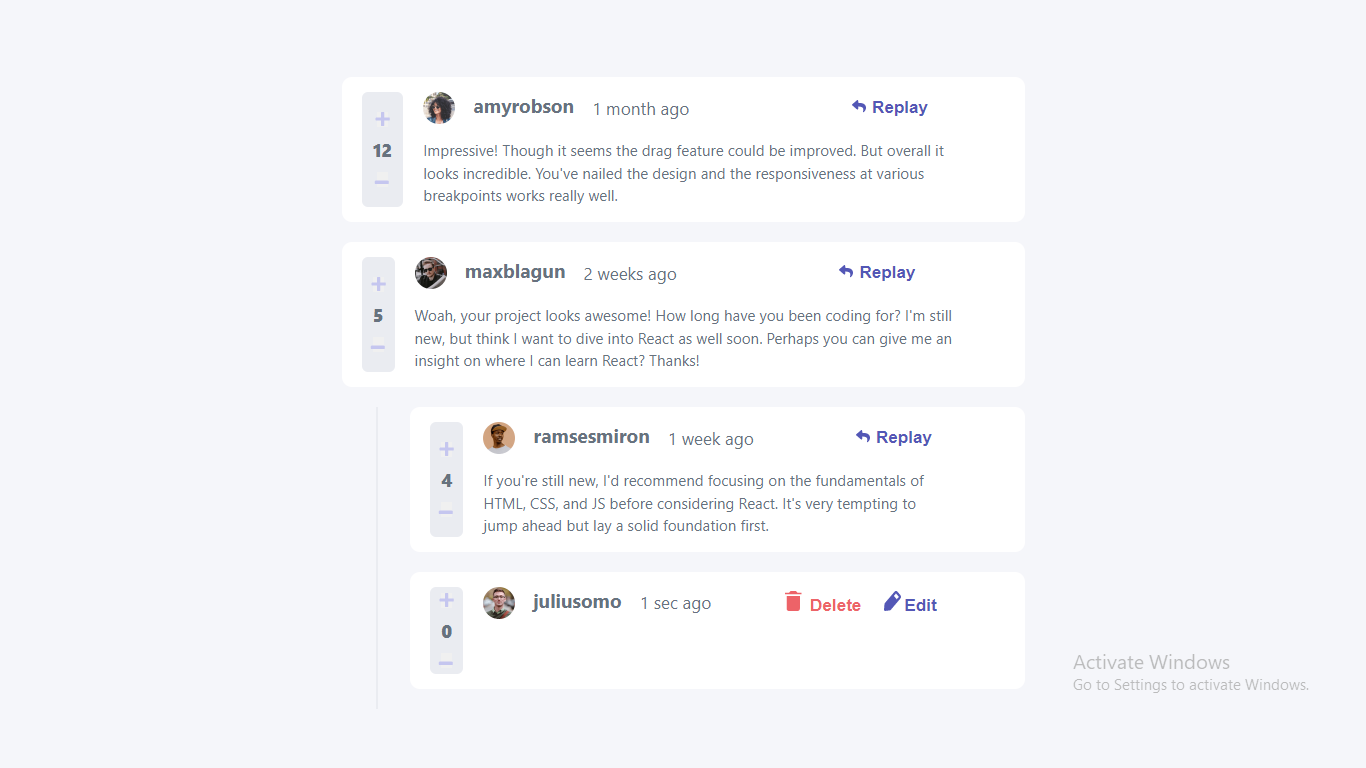 +
12
−
amyrobson 1 month ago Replay
Impressive! Though it seems the drag feature could be improved. But overall it
looks incredible. You've nailed the design and the responsiveness at various
breakpoints works really well.
+
5
−
maxblagun 2 weeks ago Replay
Woah, your project looks awesome! How long have you been coding for? I'm still
new, but think I want to dive into React as well soon. Perhaps you can give me an
insight on where I can learn React? Thanks!
+
4
−
ramsesmiron 1 week ago Replay
If you're still new, I'd recommend focusing on the fundamentals of
HTML, CSS, and JS before considering React. It's very tempting to
jump ahead but lay a solid foundation first.
+
0
−
juliusomo 1 sec ago Delete Edit
Activate Windows
Go to Settings to activate Windows.